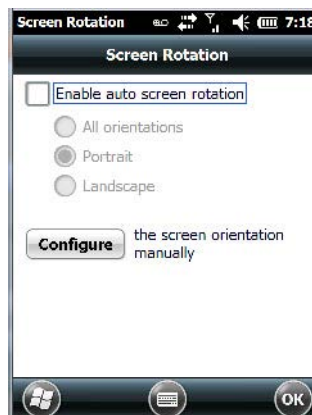 Screen Rotation 7:18
Screen Rotation
Enable auto screen rotation
All orientations
Portrait
Landscape
Configure the screen orientation
manually
OK